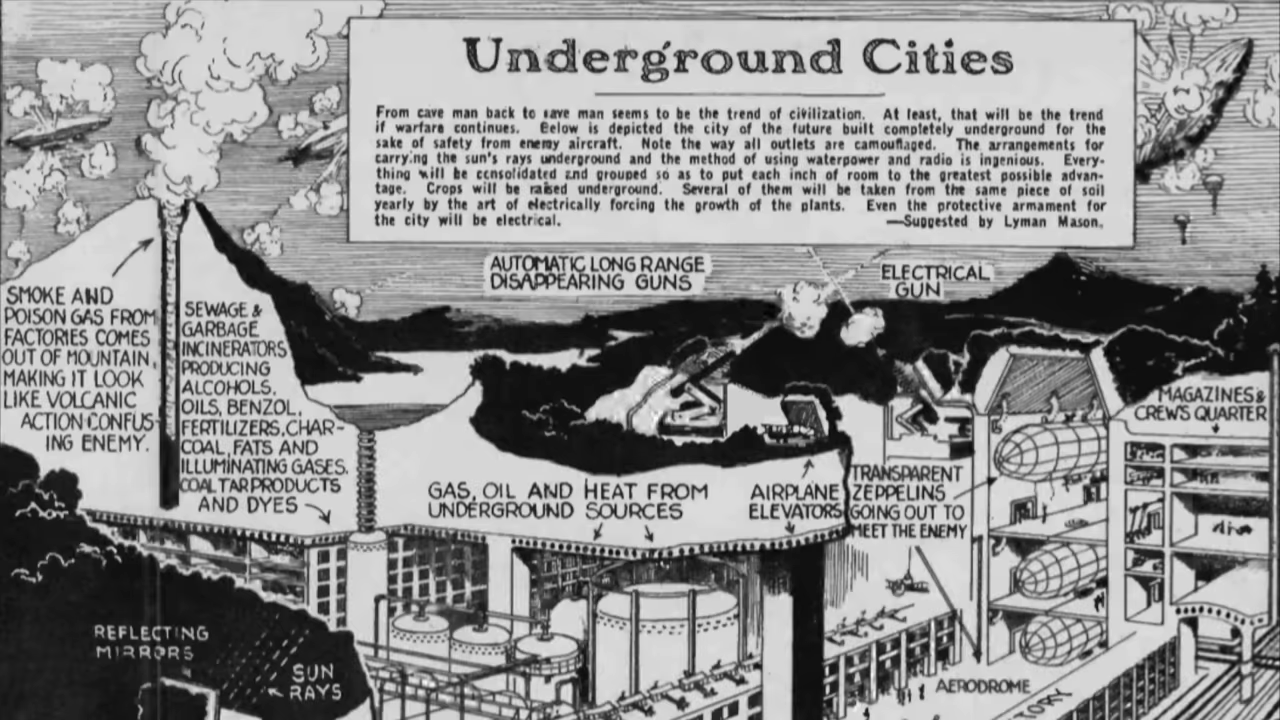 Underground Cities
From cave man back to cave man seems to be the trend of civilization. At least, that will be the trend
if warfare continues. Below is depicted the city of the future built completely underground for the
sake of safety from enemy aircraft. Note the way all outlets are camouflaged. The arrangements for
carrying the sun's rays underground and the method of using waterpower and radio is ingenious. Every-
thing will be consolidated and grouped so as to put each inch of room to the greatest possible advan-
tage. Crops will be raised underground. Several of them will be taken from the same piece of soil
yearly by the art of electrically forcing the growth of the plants. Even the protective armament for
the city will be electrical. —Suggested by Lyman Mason.
AUTOMATIC LONG RANGE
DISAPPEARING GUNS
ELECTRICAL
GUN
SMOKE AND
POISON GAS FROM
FACTORIES COMES
OUT OF MOUNTAIN,
MAKING IT LOOK
LIKE VOLCANIC
ACTION CONFUS-
ING ENEMY.
SEWAGE &
GARBAGE
INCINERATORS
PRODUCING
ALCOHOLS,
OILS, BENZOL,
FERTILIZERS, CHAR-
COAL, FATS AND
ILLUMINATING GASES.
COAL TAR PRODUCTS
AND DYES
GAS, OIL AND HEAT FROM
UNDERGROUND SOURCES
AIRPLANE
ELEVATORS
TRANSPARENT
ZEPPELINS
GOING OUT TO
MEET THE ENEMY
MAGAZINES &
CREW'S QUARTER
REFLECTING
MIRRORS
SUN
RAYS
AERODROME